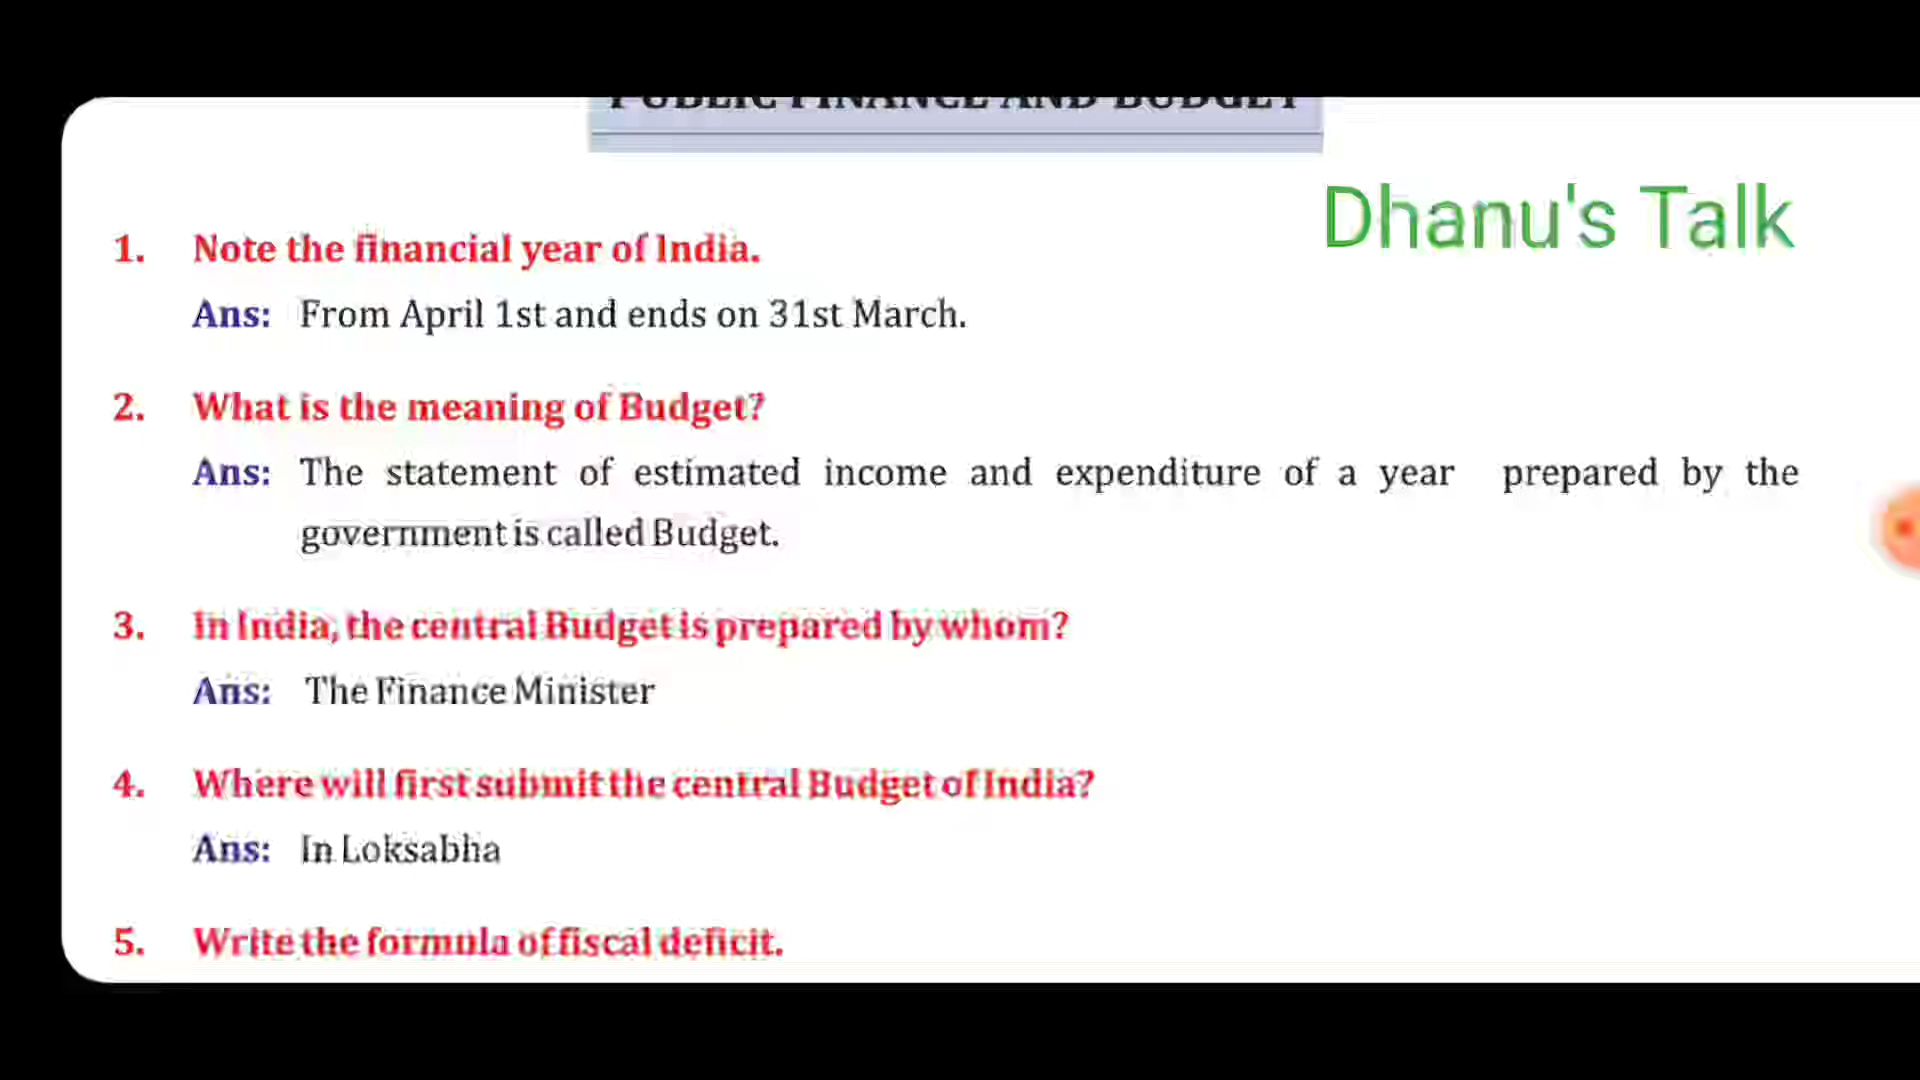 PUBLIC FINANCE AND BUDGET
Dhanu's Talk
1. Note the financial year of India.
Ans: From April 1st and ends on 31st March.
2. What is the meaning of Budget?
Ans: The statement of estimated income and expenditure of a year prepared by the
government is called Budget.
3. In India, the central Budget is prepared by whom?
Ans: The Finance Minister
4. Where will first submit the central Budget of India?
Ans: In Loksabha
5. Write the formula of fiscal deficit.